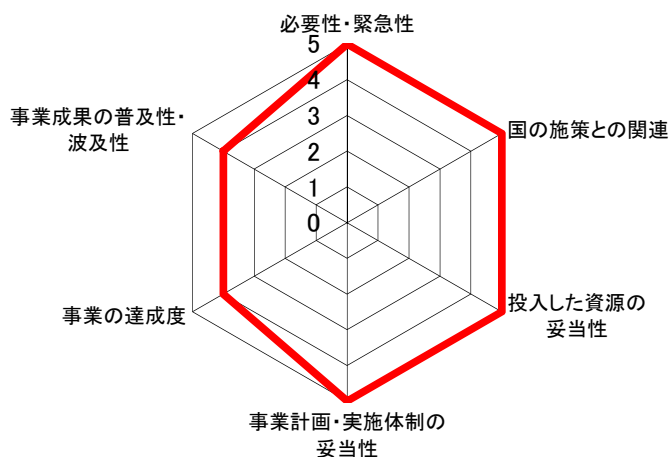 必要性・緊急性
5
4
3
2
1
0
国の施策との関連
投入した資源の
妥当性
事業計画・実施体制の
妥当性
事業の達成度
事業成果の普及性・
波及性